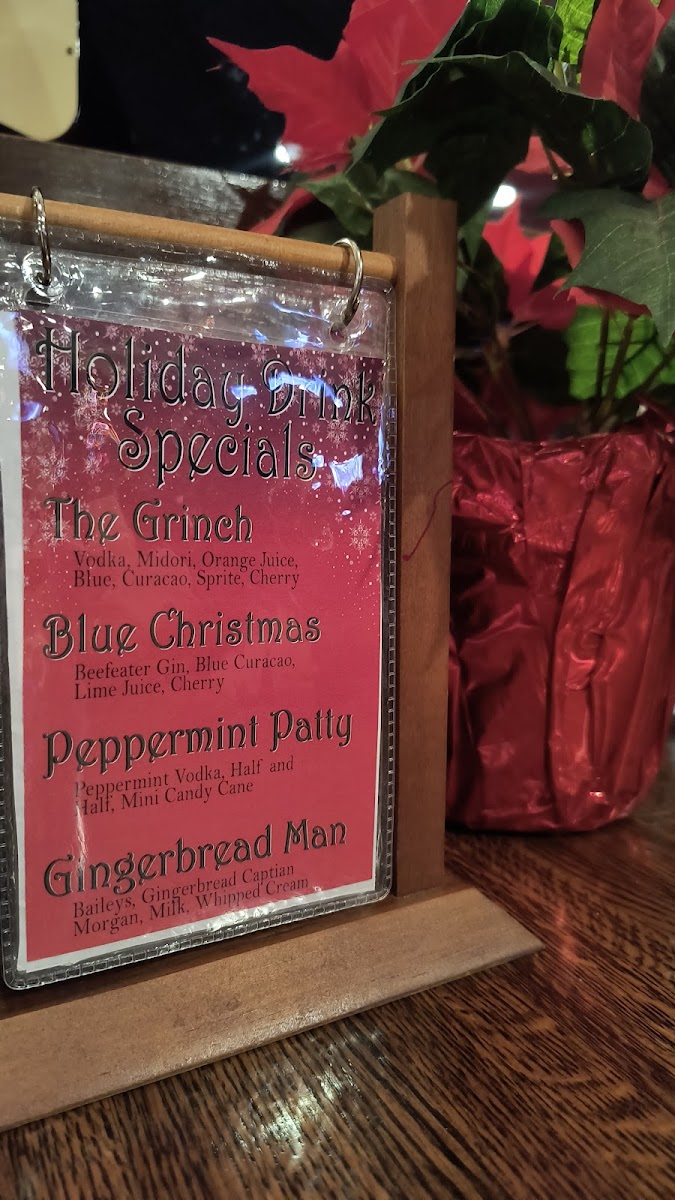 Holiday Drink
Specials
The Grinch
Vodka, Midori, Orange Juice,
Blue, Curacao, Sprite, Cherry
Blue Christmas
Beefeater Gin, Blue Curacao,
Lime Juice, Cherry
Peppermint Patty
Peppermint Vodka, Half and
Half, Mini Candy Cane
Gingerbread Man
Baileys, Gingerbread Captian
Morgan, Milk, Whipped Cream